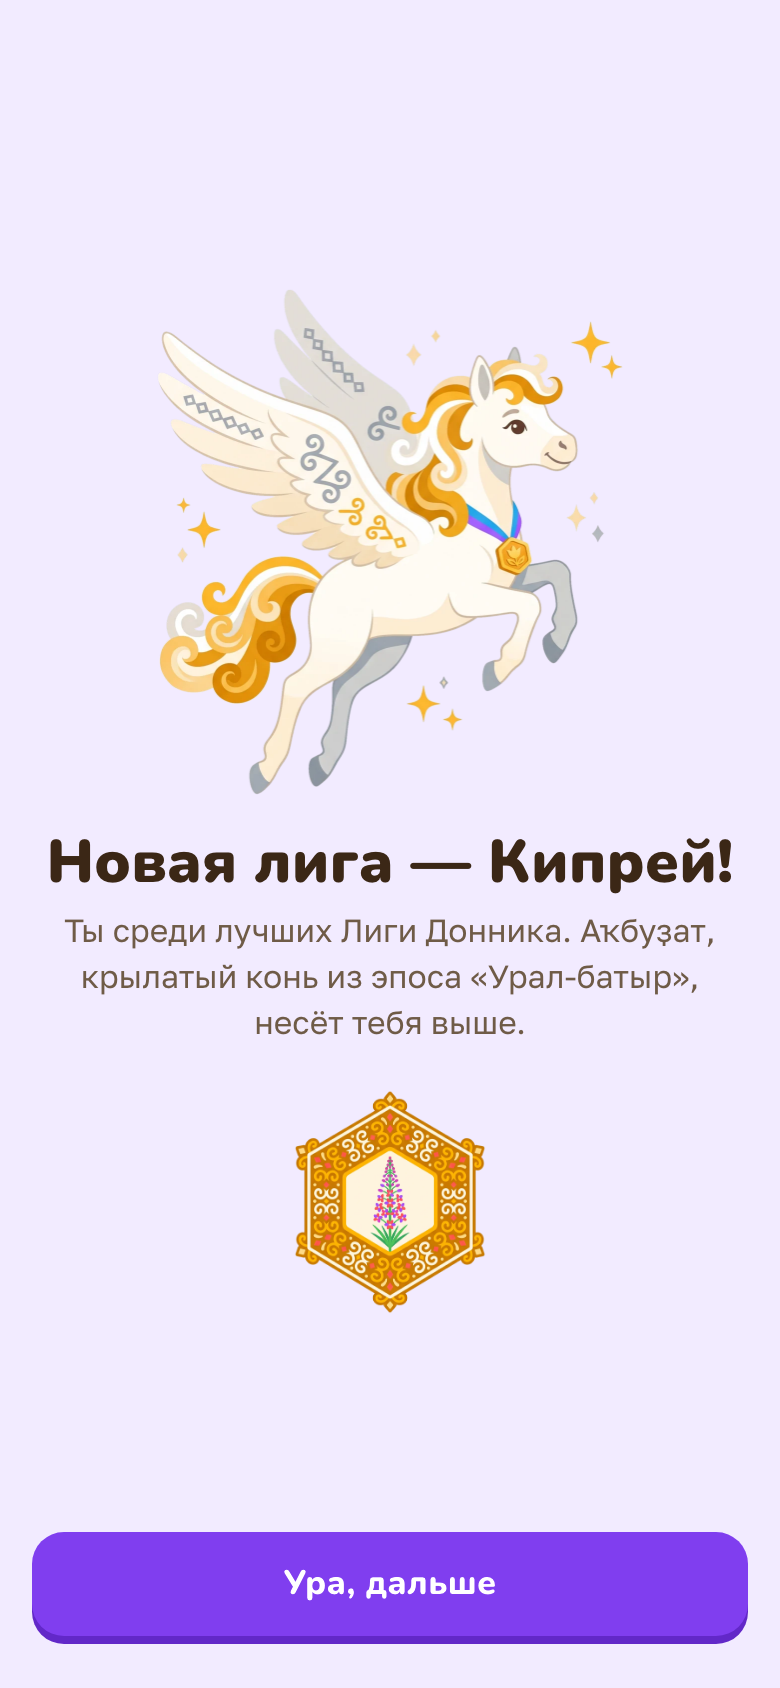 Новая лига — Кипрей!
Ты среди лучших Лиги Донника. Аҡбуҙат,
крылатый конь из эпоса «Урал-батыр»,
несёт тебя выше.
Ура, дальше